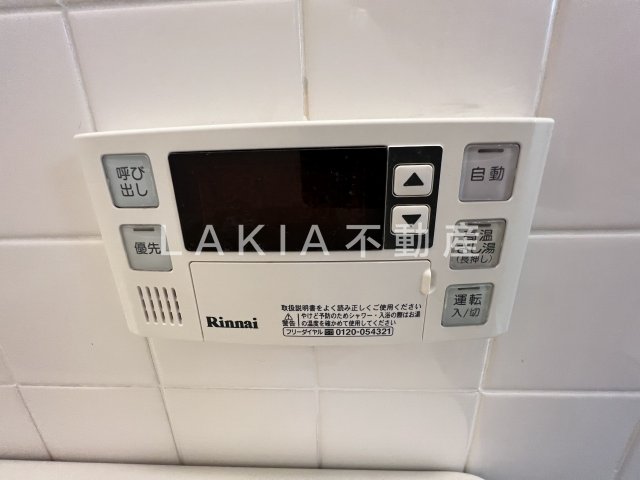 呼び
出し
自動
優先
LAKIA不動産
温
湯
(長押し)
運転
入/切
Rinnai
取扱説明書をよく読み正しくご使用ください
警告
やけど予防のためシャワー・入浴の際はお湯
の温度を確かめて使用してください
フリーダイヤル 0120-054321